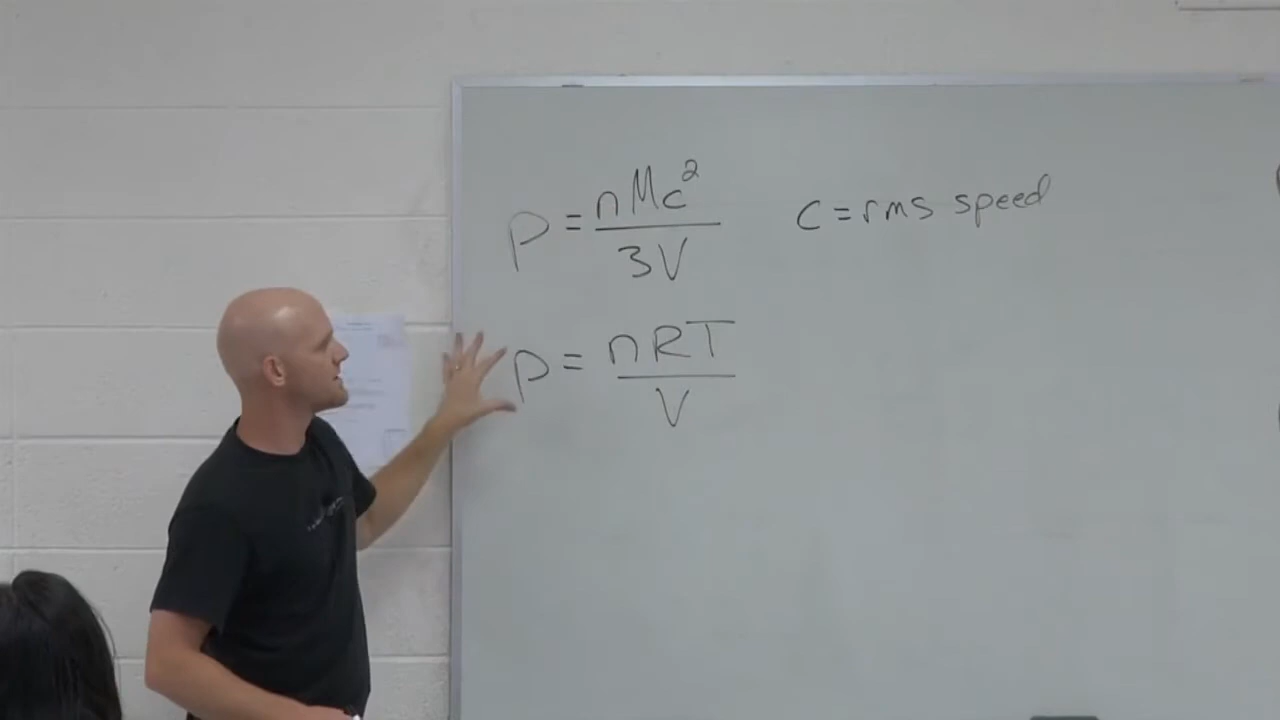 p = nMc²/3V
c = rms speed
p = nRT/V